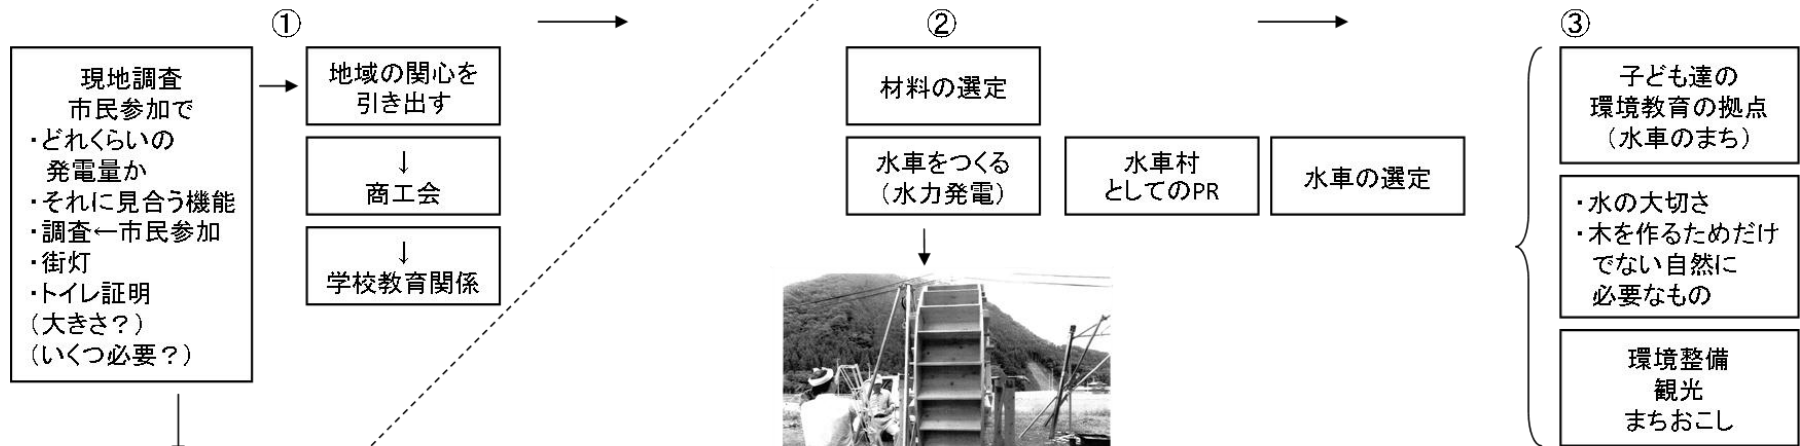 ①
現地調査
市民参加で
・どれくらいの
発電量か
・それに見合う機能
・調査←市民参加
・街灯
・トイレ証明
（大きさ？）
（いくつ必要？）
地域の関心を
引き出す
↓
商工会
↓
学校教育関係
②
材料の選定
水車をつくる
（水力発電）
水車村
としてのPR
水車の選定
③
子ども達の
環境教育の拠点
（水車のまち）
・水の大切さ
・木を作るためだけ
でない自然に
必要なもの
環境整備
観光
まちおこし